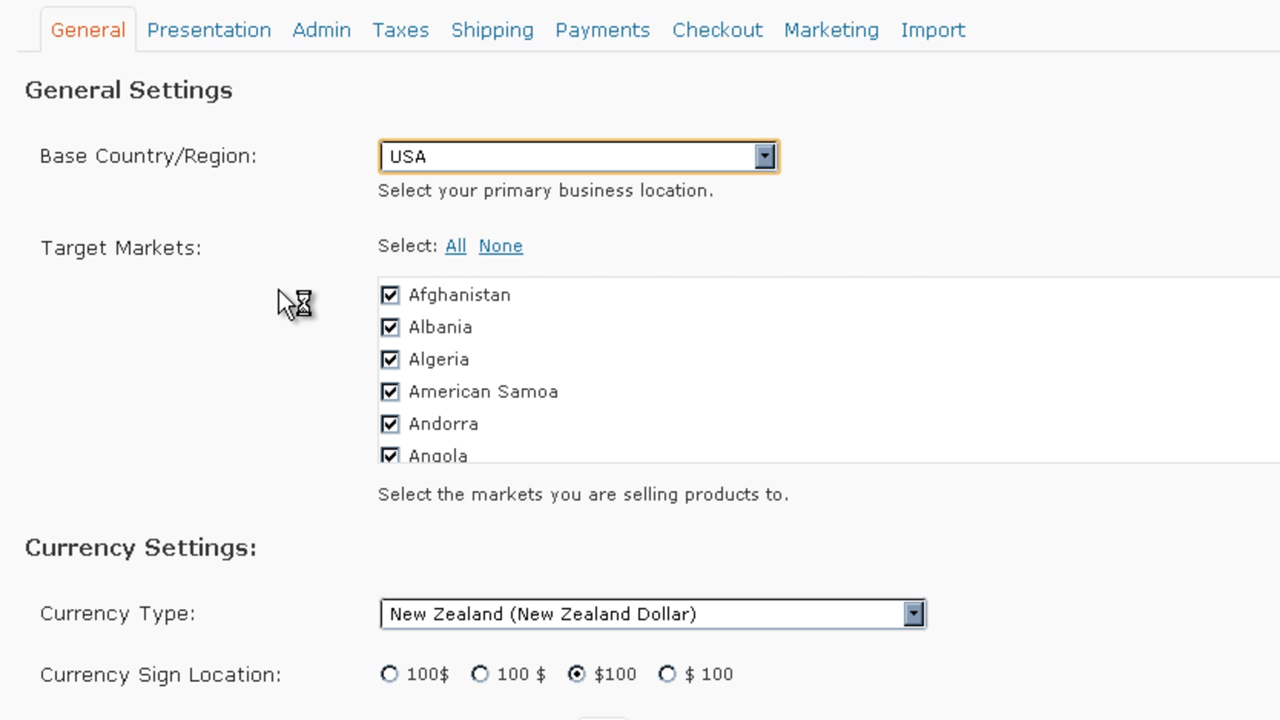 General Presentation Admin Taxes Shipping Payments Checkout Marketing Import
General Settings
Base Country/Region: USA
Select your primary business location.
Target Markets: Select: All None
Afghanistan
Albania
Algeria
American Samoa
Andorra
Angola
Select the markets you are selling products to.
Currency Settings:
Currency Type: New Zealand (New Zealand Dollar)
Currency Sign Location: 100$ 100 $ $100 $ 100